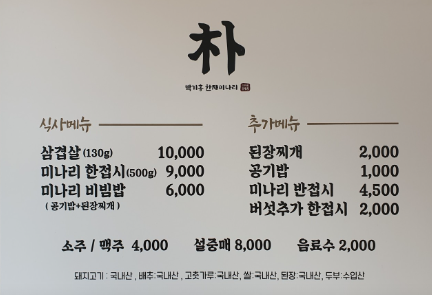 朴
박가홍 한재미나리
식사메뉴
삼겹살 (130g) 10,000
미나리 한접시(500g) 9,000
미나리 비빔밥 6,000
( 공기밥+된장찌개 )
추가메뉴
된장찌개 2,000
공기밥 1,000
미나리 반접시 4,500
버섯추가 한접시 2,000
소주 / 맥주 4,000 설중매 8,000 음료수 2,000
돼지고기 : 국내산 , 배추:국내산 , 고춧가루:국내산, 쌀:국내산, 된장:국내산, 두부:수입산